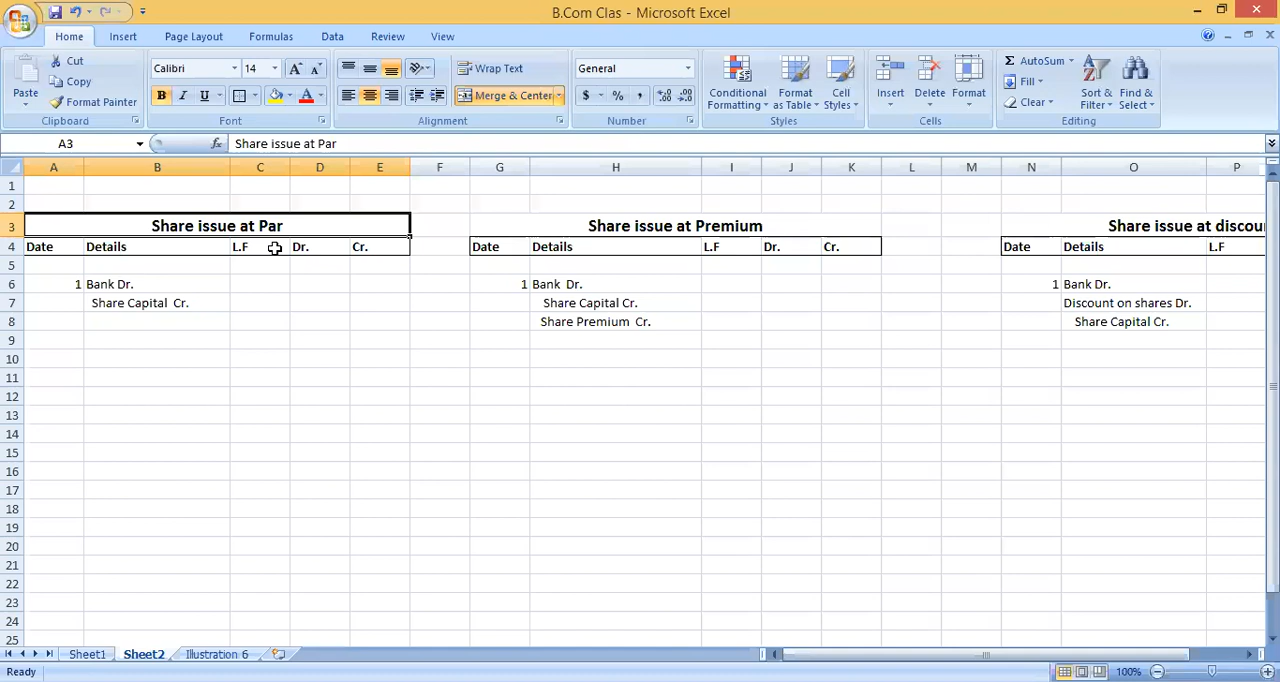 B.Com Clas - Microsoft Excel
Home Insert Page Layout Formulas Data Review View
Paste
Cut
Copy
Format Painter
Clipboard
Calibri 14
B I U
Font
Wrap Text
Merge & Center
Alignment
General
$ % ,
Number
Conditional Formatting
Format as Table
Cell Styles
Styles
Insert Delete Format
Cells
Σ AutoSum
Fill
Clear
Sort & Filter
Find & Select
Editing
A3 fx Share issue at Par
A B C D E F G H I J K L M N O P
1
2
3 Share issue at Par Share issue at Premium Share issue at discou
4 Date Details L.F Dr. Cr. Date Details L.F Dr. Cr. Date Details L.F
5
6 1 Bank Dr. 1 Bank Dr. 1 Bank Dr.
7 Share Capital Cr. Share Capital Cr. Discount on shares Dr.
8 Share Premium Cr. Share Capital Cr.
9
10
11
12
13
14
15
16
17
18
19
20
21
22
23
24
25
Sheet1 Sheet2 Illustration 6
Ready 100%